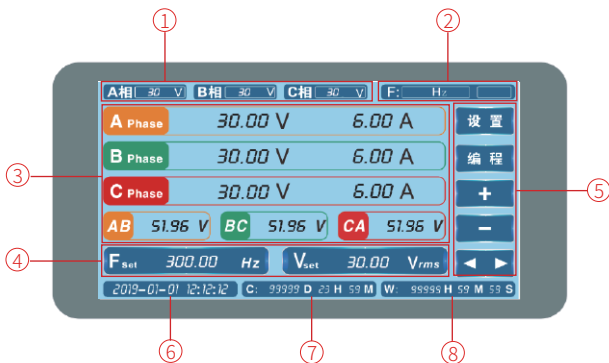 ① ②
A相 30 V B相 30 V C相 30 V F: Hz
A Phase 30.00 V 6.00 A 设置
B Phase 30.00 V 6.00 A 编程
③ C Phase 30.00 V 6.00 A + ⑤
AB 51.96 V BC 51.96 V CA 51.96 V −
④ Fset 300.00 Hz Vset 30.00 Vrms ◀ ▶
2019-01-01 12:12:12 C: 99999 D 23 H 59 M W: 99999 H 59 M 59 S
⑥ ⑦ ⑧